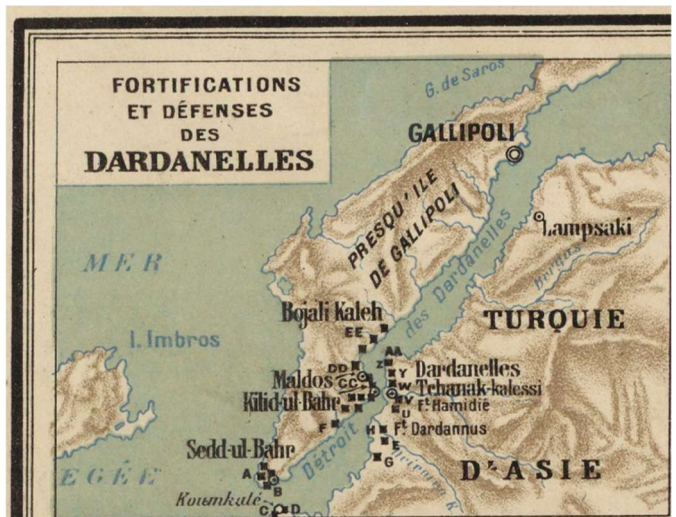 FORTIFICATIONS
ET DÉFENSES
DES
DARDANELLES
G. de Saros
GALLIPOLI
PRESQU'ILE
DE GALLIPOLI
Lampsaki
MER
I. Imbros
des Dardanelles
Bojali Kaleh
EE
TURQUIE
AA
Z
DD
Y
Dardanelles
Maldos
CC
W
Tchanak-kalessi
Kilid-ul-Bahr
V
Ft Hamidié
U
F
H
Ft Dardannus
Sedd-ul-Bahr
Détroit
E
G
ÉGÉE
A
D'ASIE
B
Koumkalé
C
D